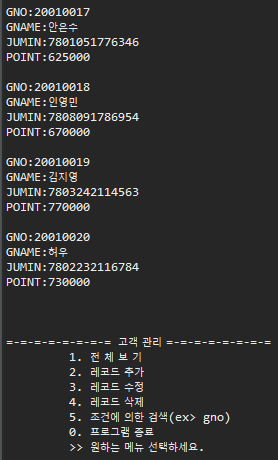 GNO:20010017
GNAME:안은수
JUMIN:7801051776346
POINT:625000
GNO:20010018
GNAME:인영민
JUMIN:7808091786954
POINT:670000
GNO:20010019
GNAME:김지영
JUMIN:7803242114563
POINT:770000
GNO:20010020
GNAME:허우
JUMIN:7802232116784
POINT:730000
=-=-=-=-=-=-= 고객 관리 =-=-=-=-=-=-=
1. 전 체 보 기
2. 레코드 추가
3. 레코드 수정
4. 레코드 삭제
5. 조건에 의한 검색(ex> gno)
0. 프로그램 종료
>> 원하는 메뉴 선택하세요.